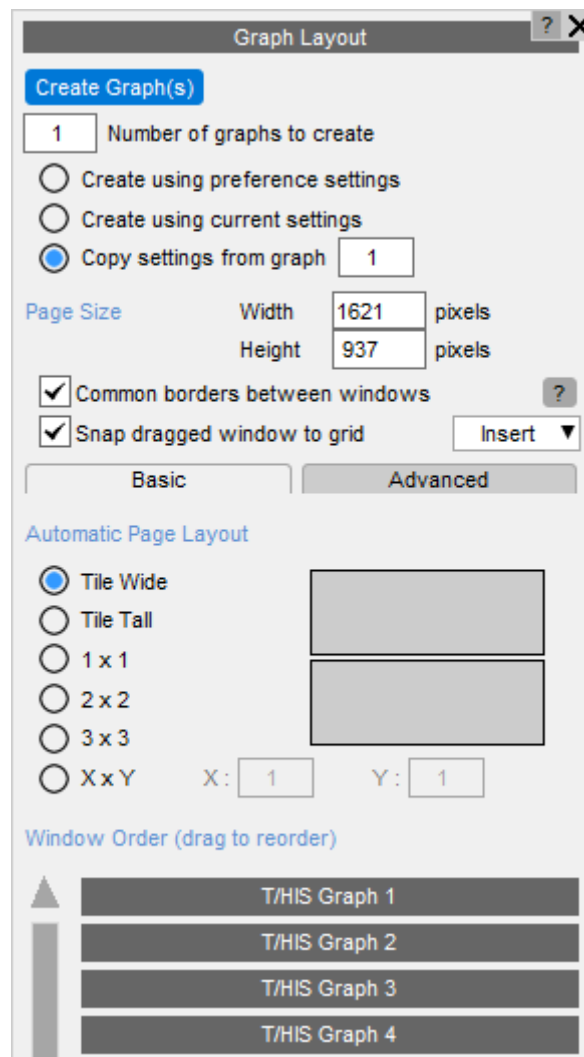 Graph Layout ?
Create Graph(s)
1 Number of graphs to create
Create using preference settings
Create using current settings
Copy settings from graph 1
Page Size Width 1621 pixels
Height 937 pixels
Common borders between windows ?
Snap dragged window to grid Insert
Basic Advanced
Automatic Page Layout
Tile Wide
Tile Tall
1 x 1
2 x 2
3 x 3
X x Y X : 1 Y : 1
Window Order (drag to reorder)
T/HIS Graph 1
T/HIS Graph 2
T/HIS Graph 3
T/HIS Graph 4